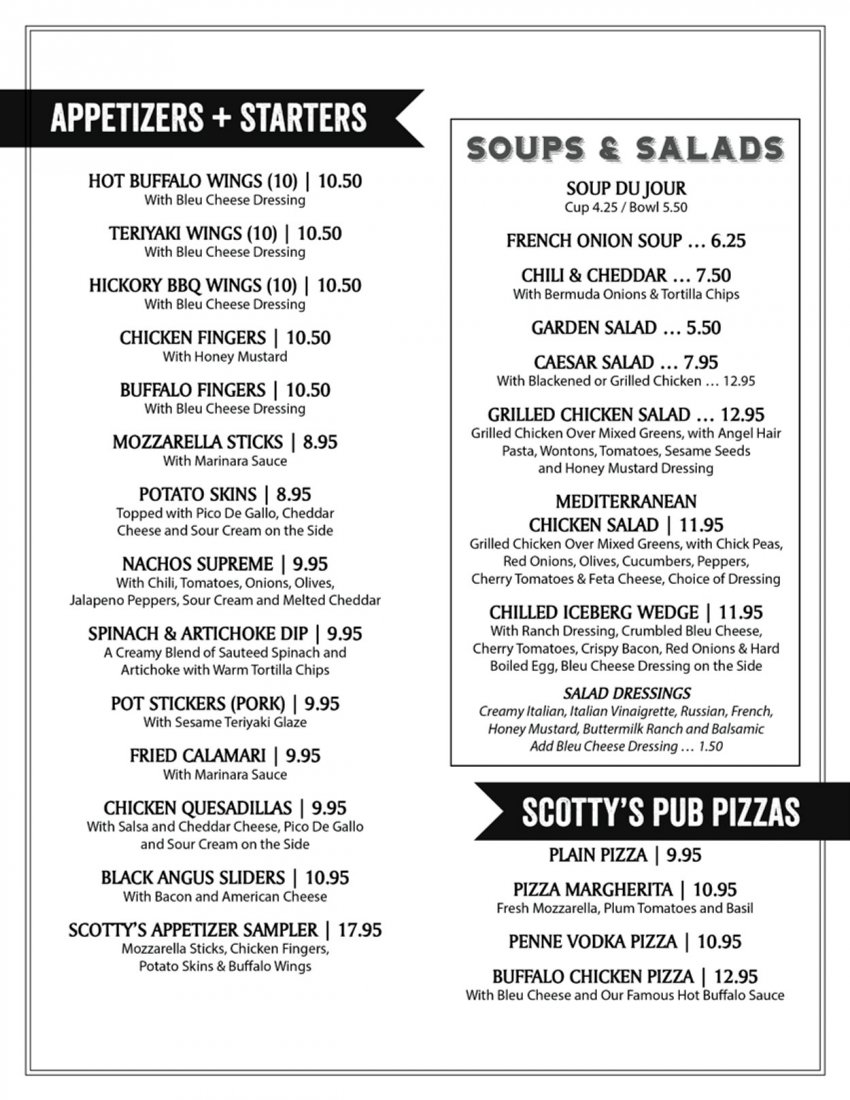 APPETIZERS + STARTERS
HOT BUFFALO WINGS (10) | 10.50
With Bleu Cheese Dressing
TERIYAKI WINGS (10) | 10.50
With Bleu Cheese Dressing
HICKORY BBQ WINGS (10) | 10.50
With Bleu Cheese Dressing
CHICKEN FINGERS | 10.50
With Honey Mustard
BUFFALO FINGERS | 10.50
With Bleu Cheese Dressing
MOZZARELLA STICKS | 8.95
With Marinara Sauce
POTATO SKINS | 8.95
Topped with Pico De Gallo, Cheddar
Cheese and Sour Cream on the Side
NACHOS SUPREME | 9.95
With Chili, Tomatoes, Onions, Olives,
Jalapeno Peppers, Sour Cream and Melted Cheddar
SPINACH & ARTICHOKE DIP | 9.95
A Creamy Blend of Sauteed Spinach and
Artichoke with Warm Tortilla Chips
POT STICKERS (PORK) | 9.95
With Sesame Teriyaki Glaze
FRIED CALAMARI | 9.95
With Marinara Sauce
CHICKEN QUESADILLAS | 9.95
With Salsa and Cheddar Cheese, Pico De Gallo
and Sour Cream on the Side
BLACK ANGUS SLIDERS | 10.95
With Bacon and American Cheese
SCOTTY'S APPETIZER SAMPLER | 17.95
Mozzarella Sticks, Chicken Fingers,
Potato Skins & Buffalo Wings
SOUPS & SALADS
SOUP DU JOUR
Cup 4.25 / Bowl 5.50
FRENCH ONION SOUP … 6.25
CHILI & CHEDDAR … 7.50
With Bermuda Onions & Tortilla Chips
GARDEN SALAD … 5.50
CAESAR SALAD … 7.95
With Blackened or Grilled Chicken … 12.95
GRILLED CHICKEN SALAD … 12.95
Grilled Chicken Over Mixed Greens, with Angel Hair
Pasta, Wontons, Tomatoes, Sesame Seeds
and Honey Mustard Dressing
MEDITERRANEAN
CHICKEN SALAD | 11.95
Grilled Chicken Over Mixed Greens, with Chick Peas,
Red Onions, Olives, Cucumbers, Peppers,
Cherry Tomatoes & Feta Cheese, Choice of Dressing
CHILLED ICEBERG WEDGE | 11.95
With Ranch Dressing, Crumbled Bleu Cheese,
Cherry Tomatoes, Crispy Bacon, Red Onions & Hard
Boiled Egg, Bleu Cheese Dressing on the Side
SALAD DRESSINGS
Creamy Italian, Italian Vinaigrette, Russian, French,
Honey Mustard, Buttermilk Ranch and Balsamic
Add Bleu Cheese Dressing … 1.50
SCOTTY'S PUB PIZZAS
PLAIN PIZZA | 9.95
PIZZA MARGHERITA | 10.95
Fresh Mozzarella, Plum Tomatoes and Basil
PENNE VODKA PIZZA | 10.95
BUFFALO CHICKEN PIZZA | 12.95
With Bleu Cheese and Our Famous Hot Buffalo Sauce